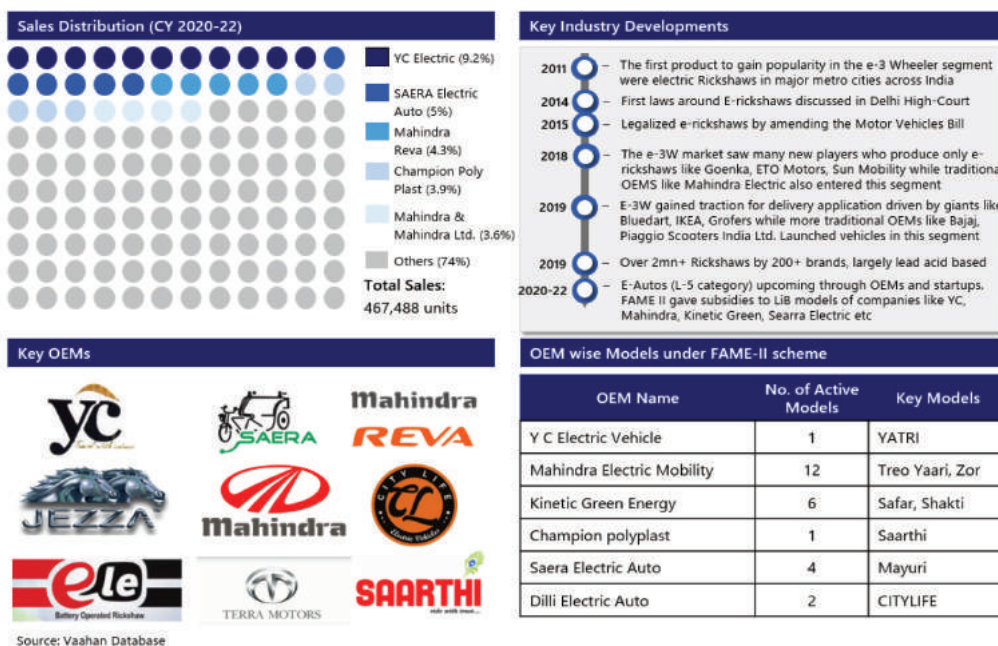 Sales Distribution (CY 2020-22)
YC Electric (9.2%)
SAERA Electric
Auto (5%)
Mahindra
Reva (4.3%)
Champion Poly
Plast (3.9%)
Mahindra &
Mahindra Ltd. (3.6%)
Others (74%)
Total Sales:
467,488 units
Key Industry Developments
2011 – The first product to gain popularity in the e-3 Wheeler segment
were electric Rickshaws in major metro cities across India
2014 – First laws around E-rickshaws discussed in Delhi High-Court
2015 – Legalized e-rickshaws by amending the Motor Vehicles Bill
2018 – The e-3W market saw many new players who produce only e-
rickshaws like Goenka, ETO Motors, Sun Mobility while traditiona
OEMS like Mahindra Electric also entered this segment
2019 – E-3W gained traction for delivery application driven by giants like
Bluedart, IKEA, Grofers while more traditional OEMs like Bajaj,
Piaggio Scooters India Ltd. Launched vehicles in this segment
2019 – Over 2mn+ Rickshaws by 200+ brands, largely lead acid based
2020-22 – E-Autos (L-5 category) upcoming through OEMs and startups.
FAME II gave subsidies to LiB models of companies like YC,
Mahindra, Kinetic Green, Searra Electric etc
Key OEMs
yc
SAERA
Mahindra
REVA
JEZZA
Mahindra
CITY LIFE
CL
Electric Vehicles
ele
Battery Operated Rickshaw
TERRA MOTORS
SAARTHI
ride with trust...
Source: Vaahan Database
OEM wise Models under FAME-II scheme
OEM Name No. of Active Models Key Models
Y C Electric Vehicle 1 YATRI
Mahindra Electric Mobility 12 Treo Yaari, Zor
Kinetic Green Energy 6 Safar, Shakti
Champion polyplast 1 Saarthi
Saera Electric Auto 4 Mayuri
Dilli Electric Auto 2 CITYLIFE